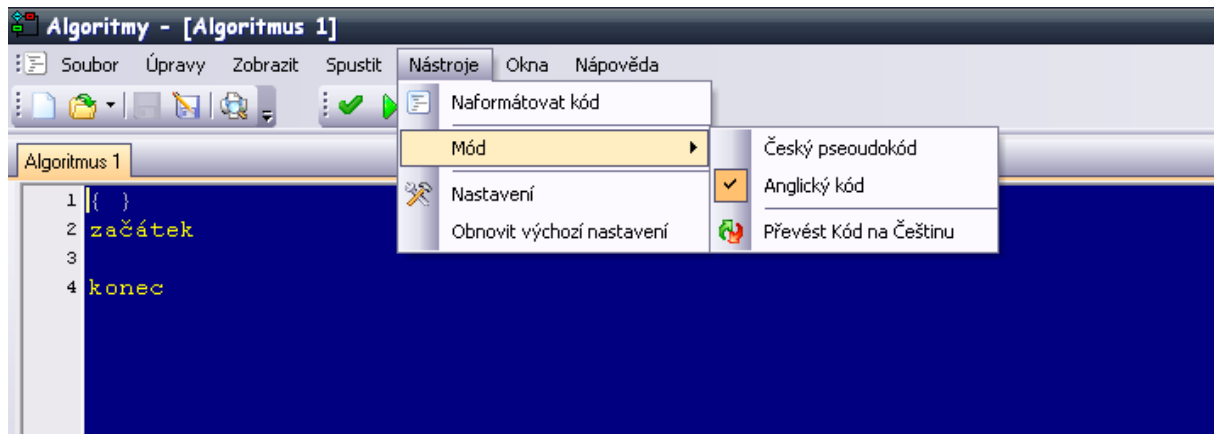 Algoritmy - [Algoritmus 1]
Soubor Úpravy Zobrazit Spustit Nástroje Okna Nápověda
Naformátovat kód
Mód
Nastavení
Obnovit výchozí nastavení
Český pseoudokód
Anglický kód
Převést Kód na Češtinu
Algoritmus 1
1 { }
2 začátek
3
4 konec